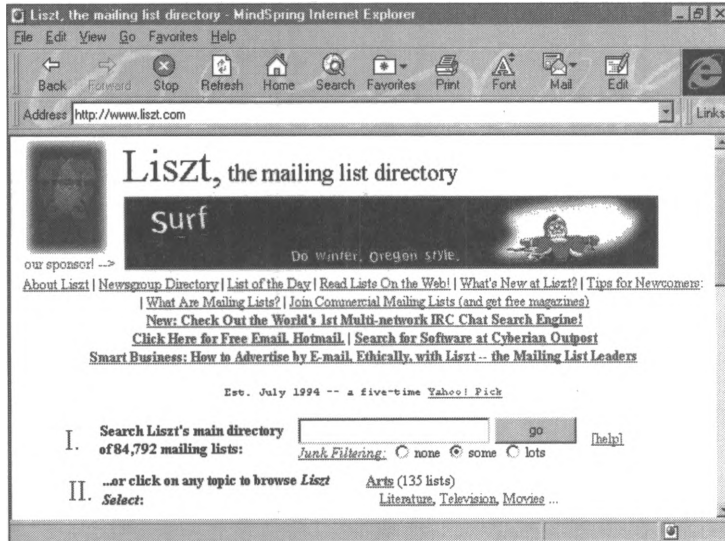 Liszt, the mailing list directory - MindSpring Internet Explorer
File Edit View Go Favorites Help
Back Forward Stop Refresh Home Search Favorites Print Font Mail Edit
Address http://www.liszt.com Links
Liszt, the mailing list directory
Surf
Do Winter, Oregon style.
our sponsor! -->
About Liszt | Newsgroup Directory | List of the Day | Read Lists On the Web! | What's New at Liszt? | Tips for Newcomers:
| What Are Mailing Lists? | Join Commercial Mailing Lists (and get free magazines)
New: Check Out the World's 1st Multi-network IRC Chat Search Engine!
Click Here for Free Email. Hotmail. | Search for Software at Cyberian Outpost
Smart Business: How to Advertise by E-mail, Ethically, with Liszt -- the Mailing List Leaders
Est. July 1994 -- a five-time Yahoo! Pick
I. Search Liszt's main directory go [help]
of 84,792 mailing lists: Junk Filtering: none some lots
II. ...or click on any topic to browse Liszt Arts (135 lists)
Select: Literature, Television, Movies ...